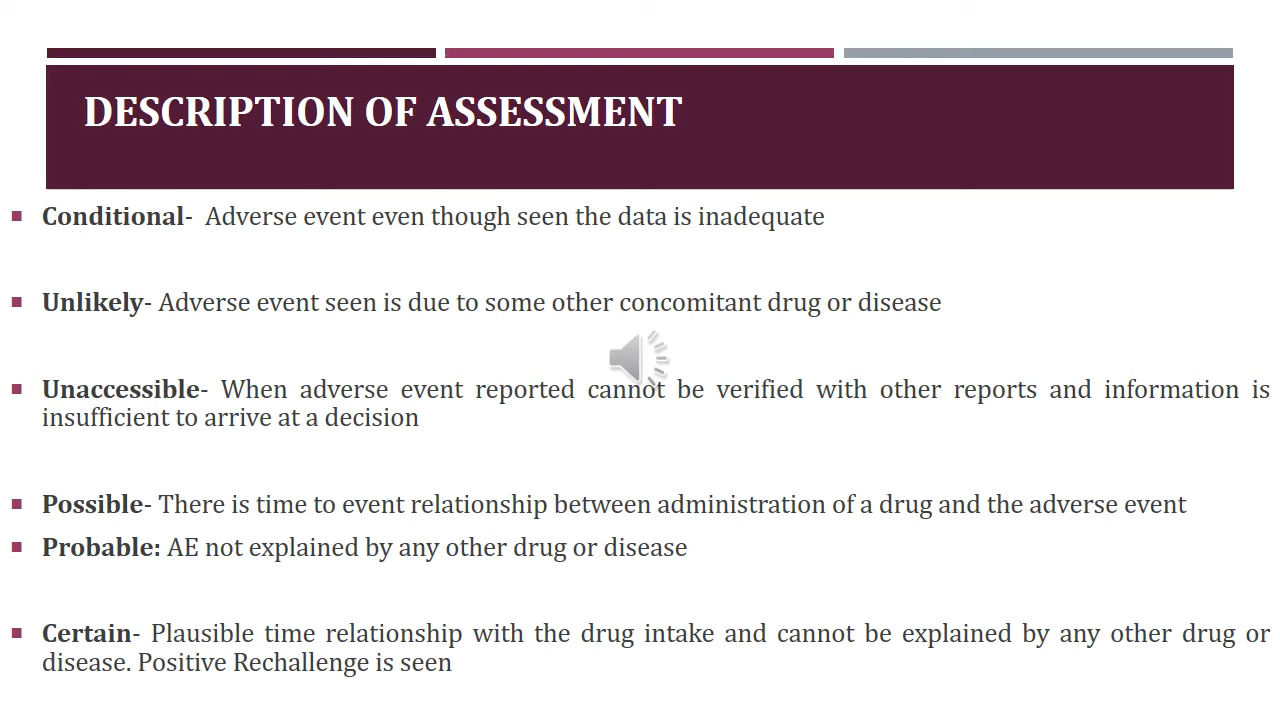 DESCRIPTION OF ASSESSMENT
Conditional- Adverse event even though seen the data is inadequate
Unlikely- Adverse event seen is due to some other concomitant drug or disease
Unaccessible- When adverse event reported cannot be verified with other reports and information is
insufficient to arrive at a decision
Possible- There is time to event relationship between administration of a drug and the adverse event
Probable: AE not explained by any other drug or disease
Certain- Plausible time relationship with the drug intake and cannot be explained by any other drug or
disease. Positive Rechallenge is seen